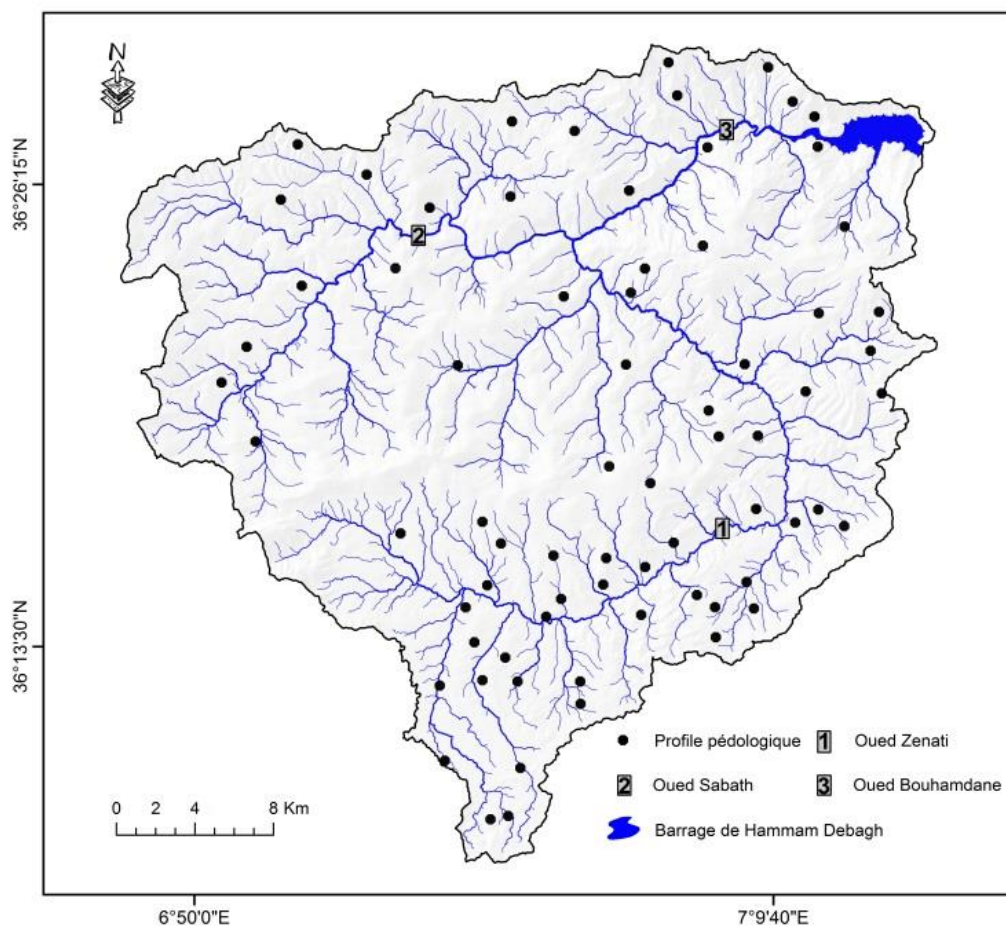 N
36°26'15"N
3
2
1
36°13'30"N
Profile pédologique
1 Oued Zenati
2 Oued Sabath
3 Oued Bouhamdane
Barrage de Hammam Debagh
0 2 4 8 Km
6°50'0"E
7°9'40"E